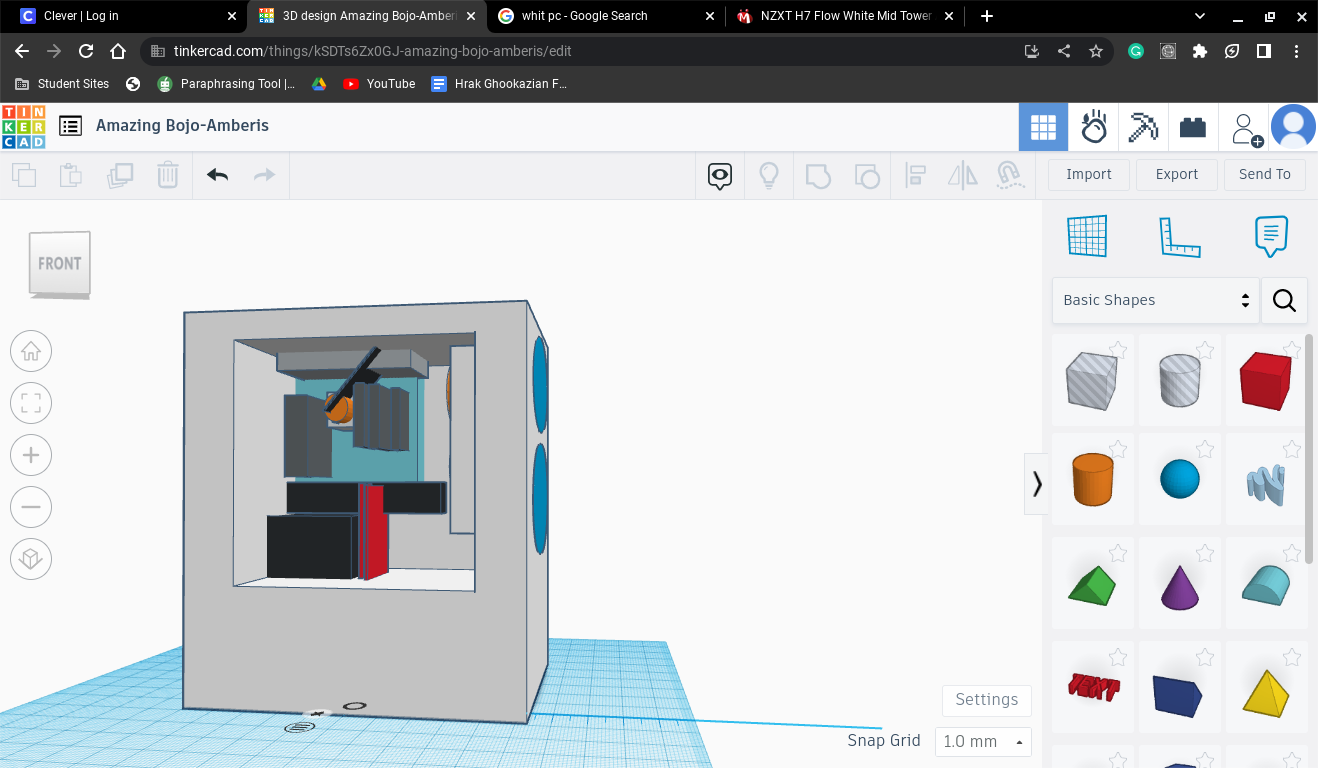 Clever | Log in
3D design Amazing Bojo-Amberi
whit pc - Google Search
NZXT H7 Flow White Mid Tower
tinkercad.com/things/kSDTs6Zx0GJ-amazing-bojo-amberis/edit
Student Sites
Paraphrasing Tool |...
YouTube
Hrak Ghookazian F...
TIN
KER
CAD
Amazing Bojo-Amberis
Import
Export
Send To
FRONT
Basic Shapes
TEXT
Settings
Snap Grid
1.0 mm